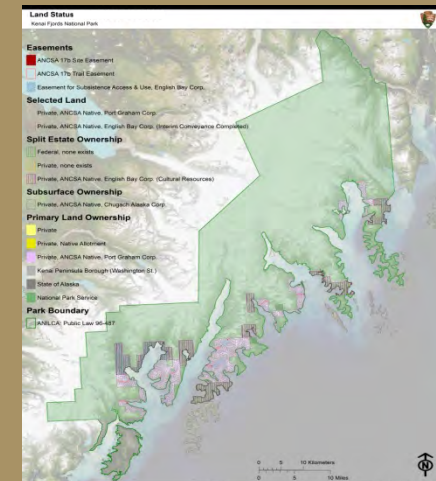 Land Status
Kenai Fjords National Park
Easements
ANCSA 17b Site Easement
ANCSA 17b Trail Easement
Easement for Subsistence Access & Use, English Bay Corp.
Selected Land
Private, ANCSA Native, Port Graham Corp.
Private, ANCSA Native, English Bay Corp. (Interim Conveyance Completed)
Split Estate Ownership
Federal, none exists
Private, none exists
Private, ANCSA Native, English Bay Corp. (Cultural Resources)
Subsurface Ownership
Private, ANCSA Native, Chugach Alaska Corp.
Primary Land Ownership
Private
Private, Native Allotment
Private, ANCSA Native, Port Graham Corp.
Kenai Peninsula Borough (Washington St.)
State of Alaska
National Park Service
Park Boundary
ANILCA: Public Law 96-487
0 5 10 Kilometers
0 5 10 Miles
N